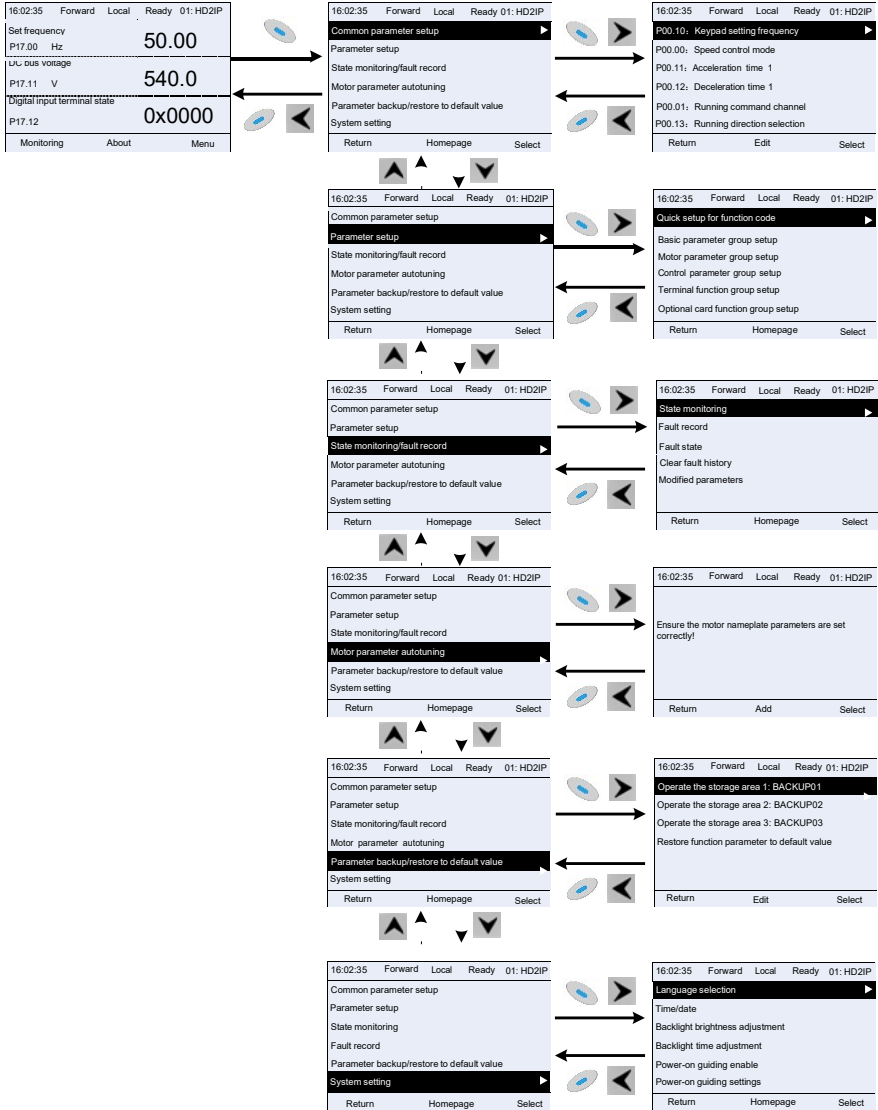 16:02:35 Forward Local Ready 01: HD2IP
Set frequency
P17.00 Hz 50.00
DC bus voltage
P17.11 V 540.0
Digital input terminal state
P17.12 0x0000
Monitoring About Menu
16:02:35 Forward Local Ready 01: HD2IP
Common parameter setup
Parameter setup
State monitoring/fault record
Motor parameter autotuning
Parameter backup/restore to default value
System setting
Return Homepage Select
16:02:35 Forward Local Ready 01: HD2IP
P00.10: Keypad setting frequency
P00.00: Speed control mode
P00.11: Acceleration time 1
P00.12: Deceleration time 1
P00.01: Running command channel
P00.13: Running direction selection
Return Edit Select
16:02:35 Forward Local Ready 01: HD2IP
Common parameter setup
Parameter setup
State monitoring/fault record
Motor parameter autotuning
Parameter backup/restore to default value
System setting
Return Homepage Select
16:02:35 Forward Local Ready 01: HD2IP
Quick setup for function code
Basic parameter group setup
Motor parameter group setup
Control parameter group setup
Terminal function group setup
Optional card function group setup
Return Homepage Select
16:02:35 Forward Local Ready 01: HD2IP
Common parameter setup
Parameter setup
State monitoring/fault record
Motor parameter autotuning
Parameter backup/restore to default value
System setting
Return Homepage Select
16:02:35 Forward Local Ready 01: HD2IP
State monitoring
Fault record
Fault state
Clear fault history
Modified parameters
Return Homepage Select
16:02:35 Forward Local Ready 01: HD2IP
Common parameter setup
Parameter setup
State monitoring/fault record
Motor parameter autotuning
Parameter backup/restore to default value
System setting
Return Homepage Select
16:02:35 Forward Local Ready 01: HD2IP
Ensure the motor nameplate parameters are set
correctly!
Return Add Select
16:02:35 Forward Local Ready 01: HD2IP
Common parameter setup
Parameter setup
State monitoring/fault record
Motor parameter autotuning
Parameter backup/restore to default value
System setting
Return Homepage Select
16:02:35 Forward Local Ready 01: HD2IP
Operate the storage area 1: BACKUP01
Operate the storage area 2: BACKUP02
Operate the storage area 3: BACKUP03
Restore function parameter to default value
Return Edit Select
16:02:35 Forward Local Ready 01: HD2IP
Common parameter setup
Parameter setup
State monitoring
Fault record
Parameter backup/restore to default value
System setting
Return Homepage Select
16:02:35 Forward Local Ready 01: HD2IP
Language selection
Time/date
Backlight brightness adjustment
Backlight time adjustment
Power-on guiding enable
Power-on guiding settings
Return Homepage Select